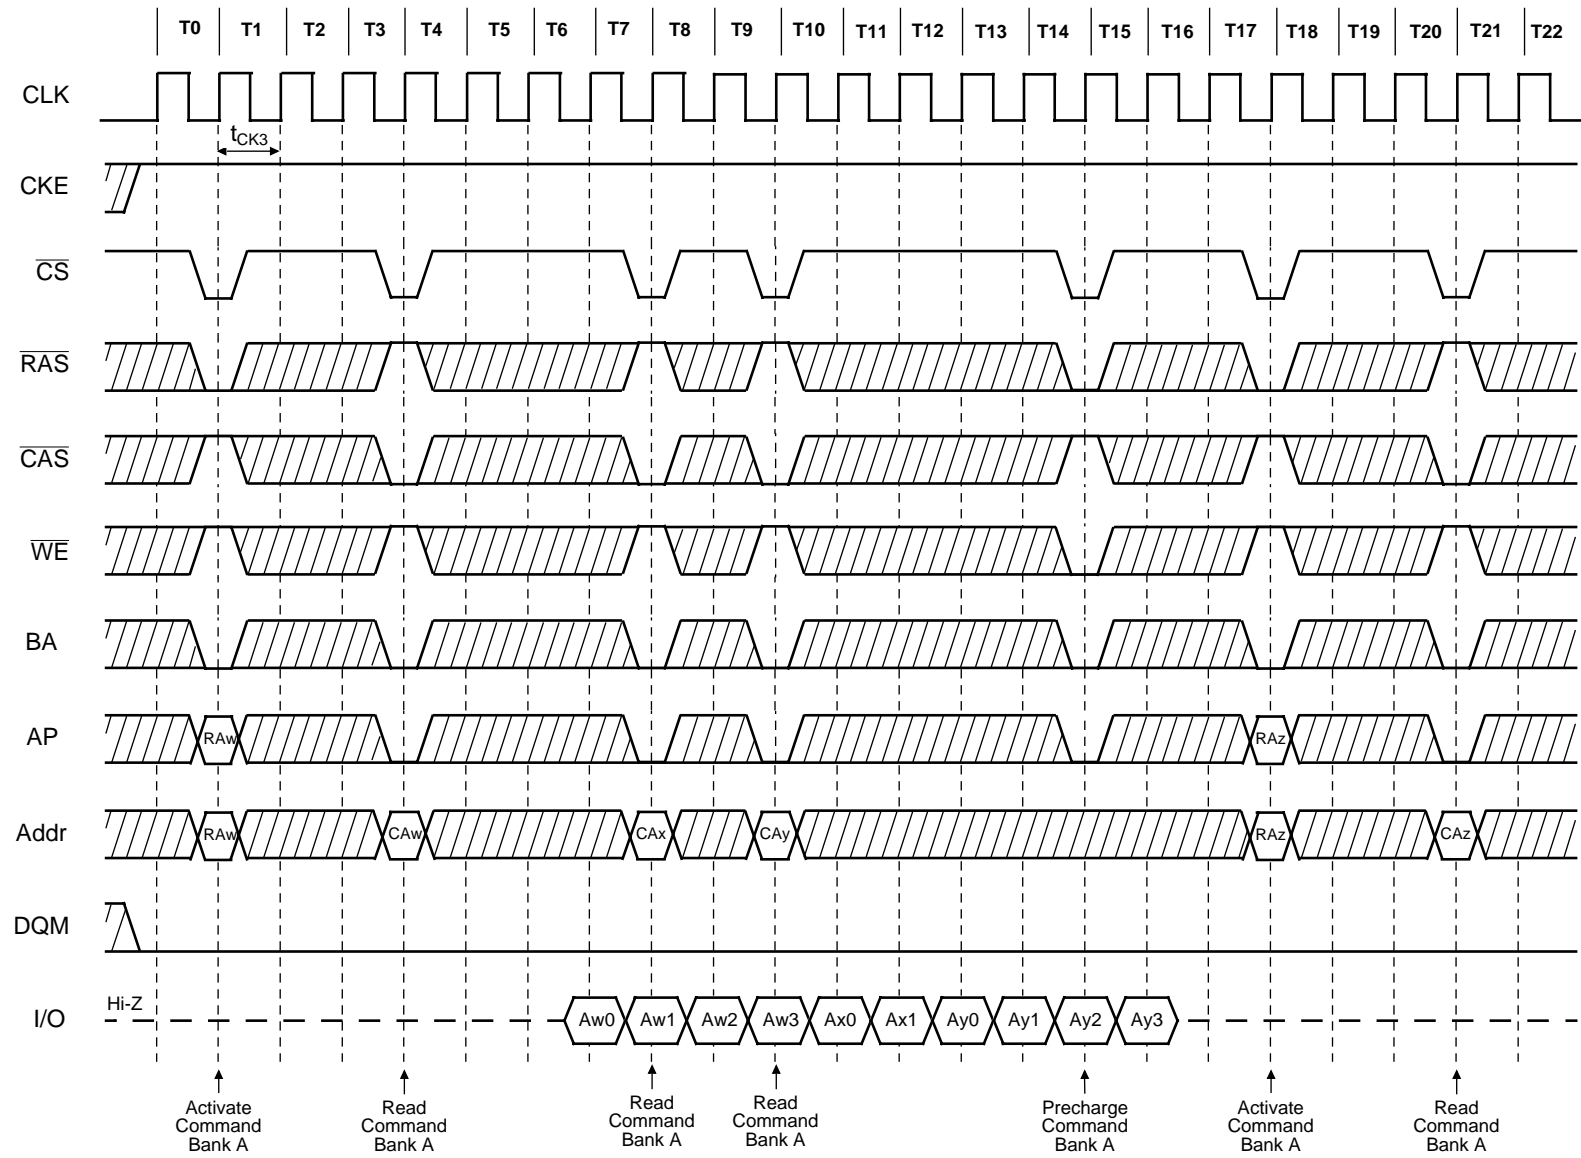 T0 T1 T2 T3 T4 T5 T6 T7 T8 T9 T10 T11 T12 T13 T14 T15 T16 T17 T18 T19 T20 T21 T22
CLK
tCK3
CKE
CS
RAS
CAS
WE
BA
AP RAw RAz
Addr RAw CAw CAx CAy RAz CAz
DQM
Hi-Z
I/O Aw0 Aw1 Aw2 Aw3 Ax0 Ax1 Ay0 Ay1 Ay2 Ay3
Activate
Command
Bank A
Read
Command
Bank A
Read
Command
Bank A
Read
Command
Bank A
Precharge
Command
Bank A
Activate
Command
Bank A
Read
Command
Bank A